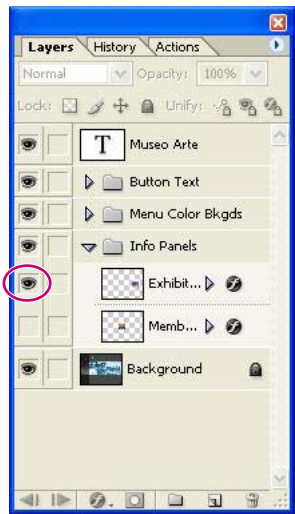 Layers History Actions
Normal Opacity: 100%
Lock: Unify:
T Museo Arte
Button Text
Menu Color Bkgds
Info Panels
Exhibit...
Memb...
Background